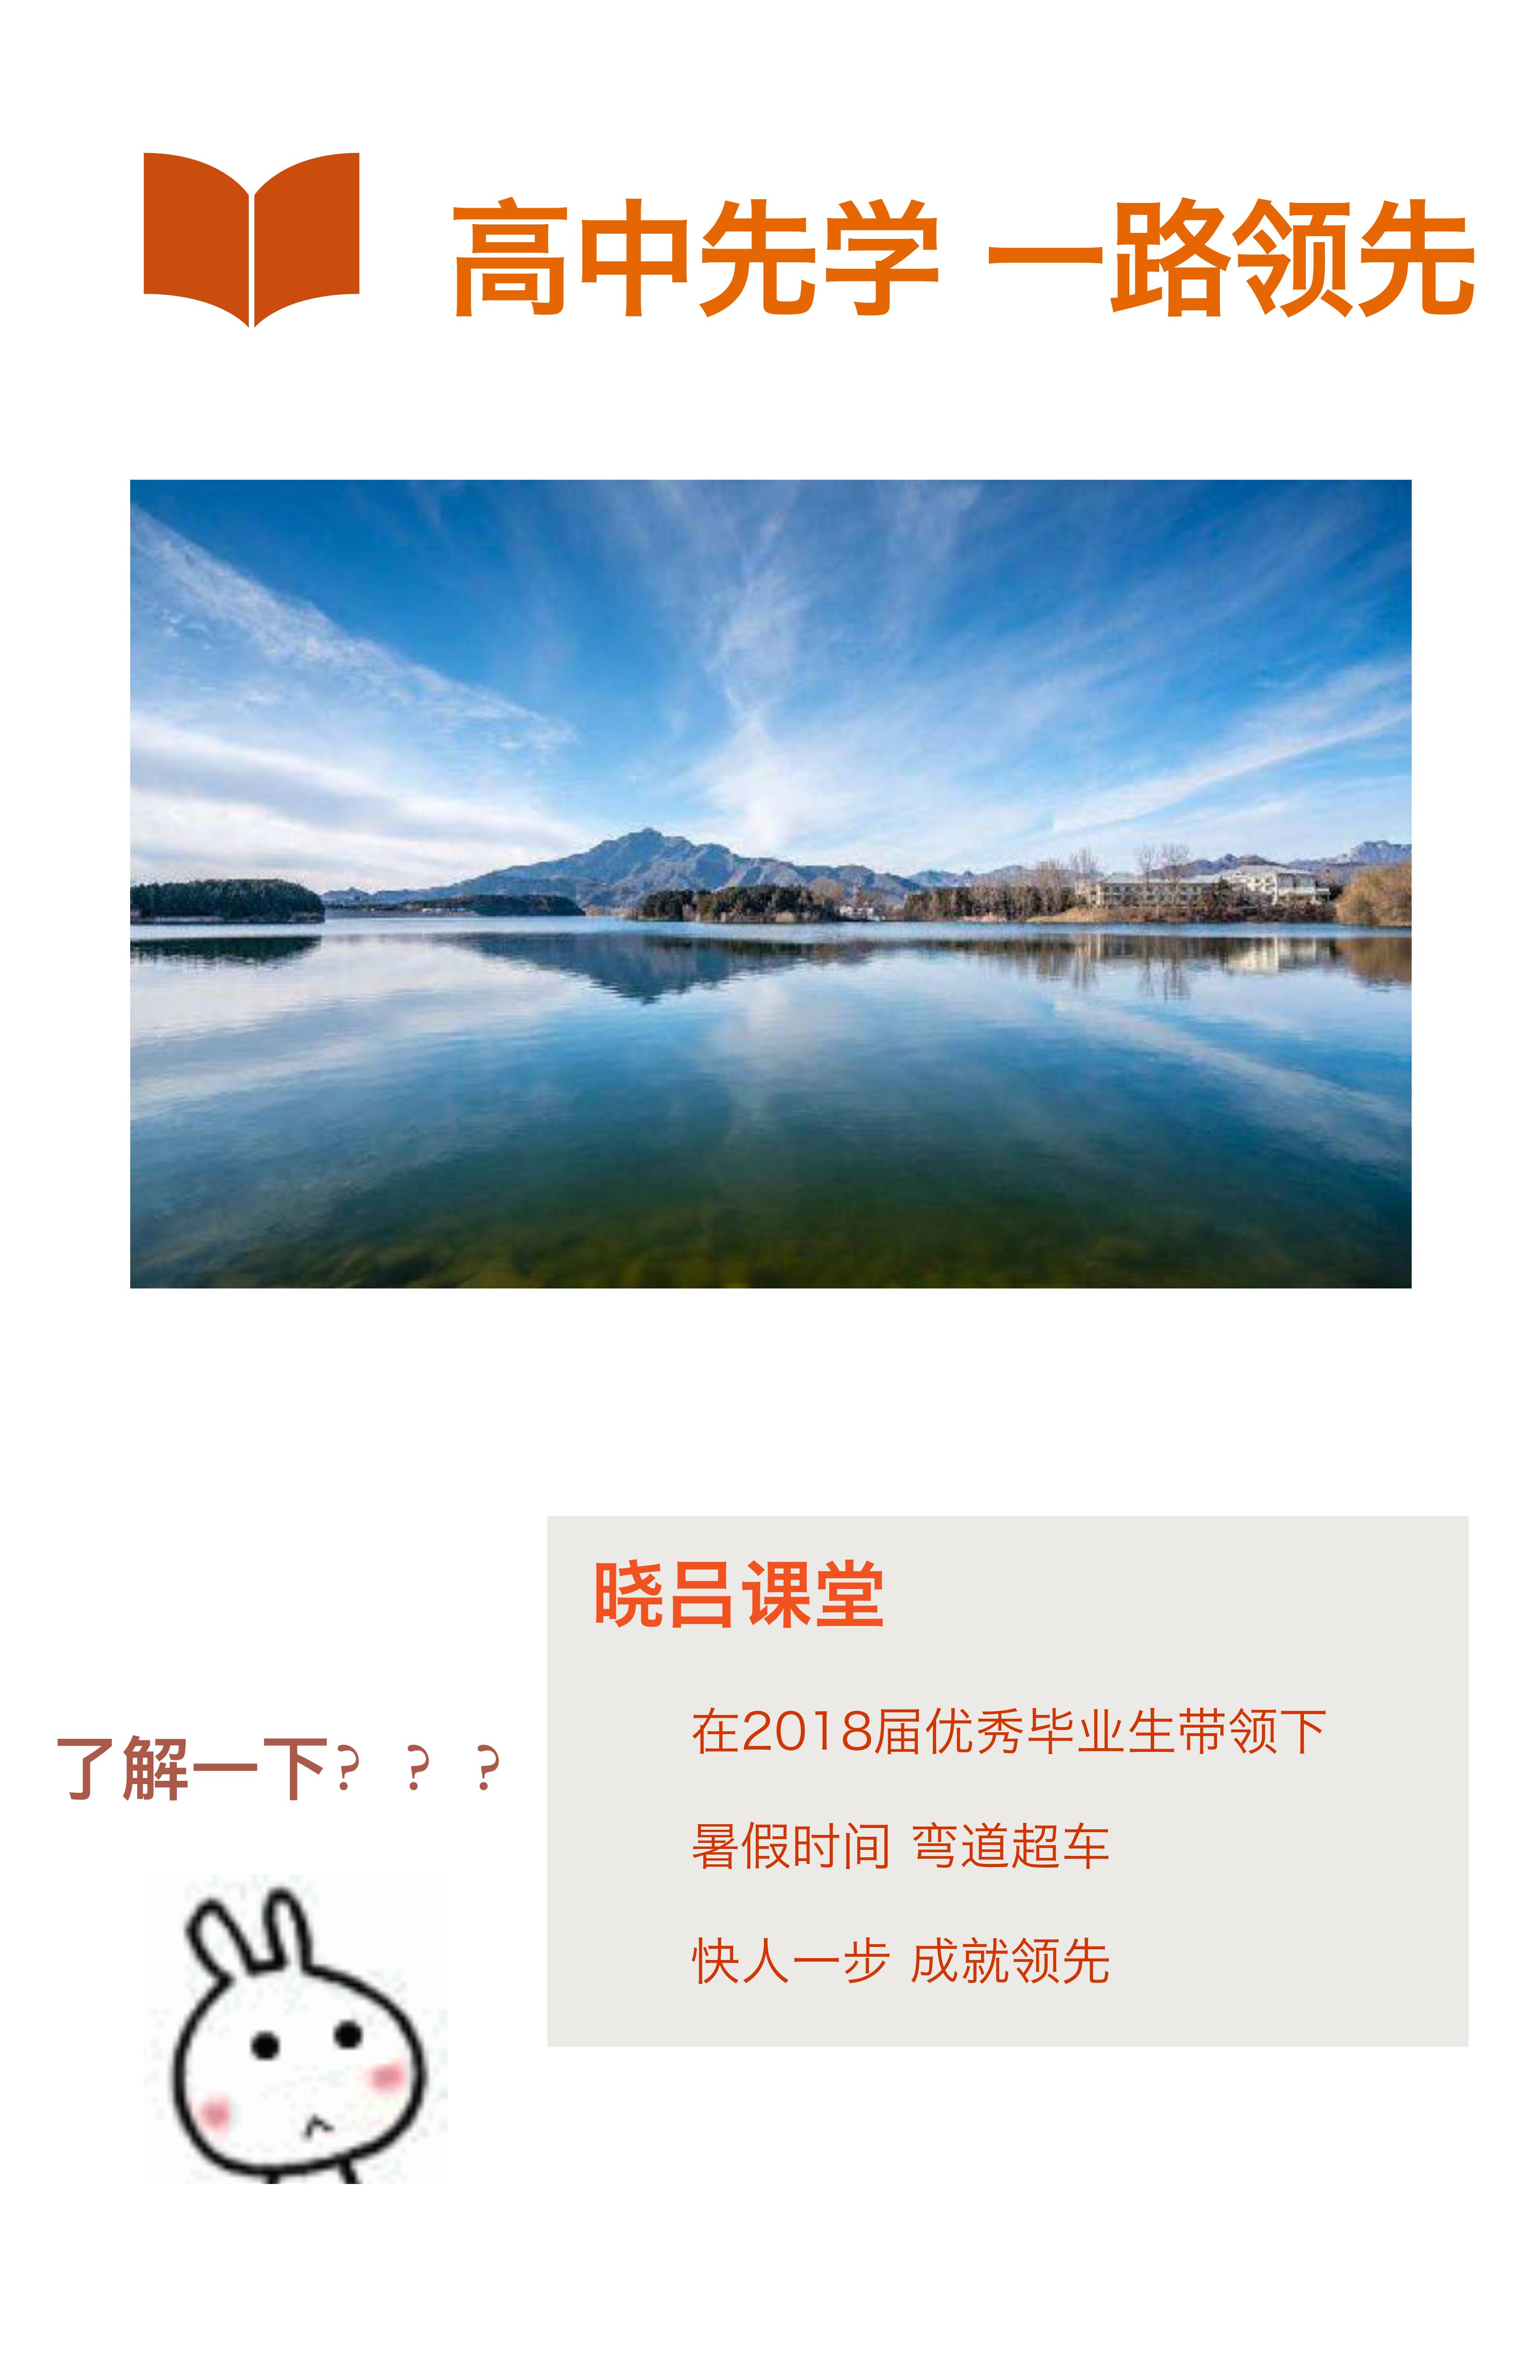 高中先学 一路领先
晓吕课堂
在2018届优秀毕业生带领下
暑假时间 弯道超车
快人一步 成就领先
了解一下？？？